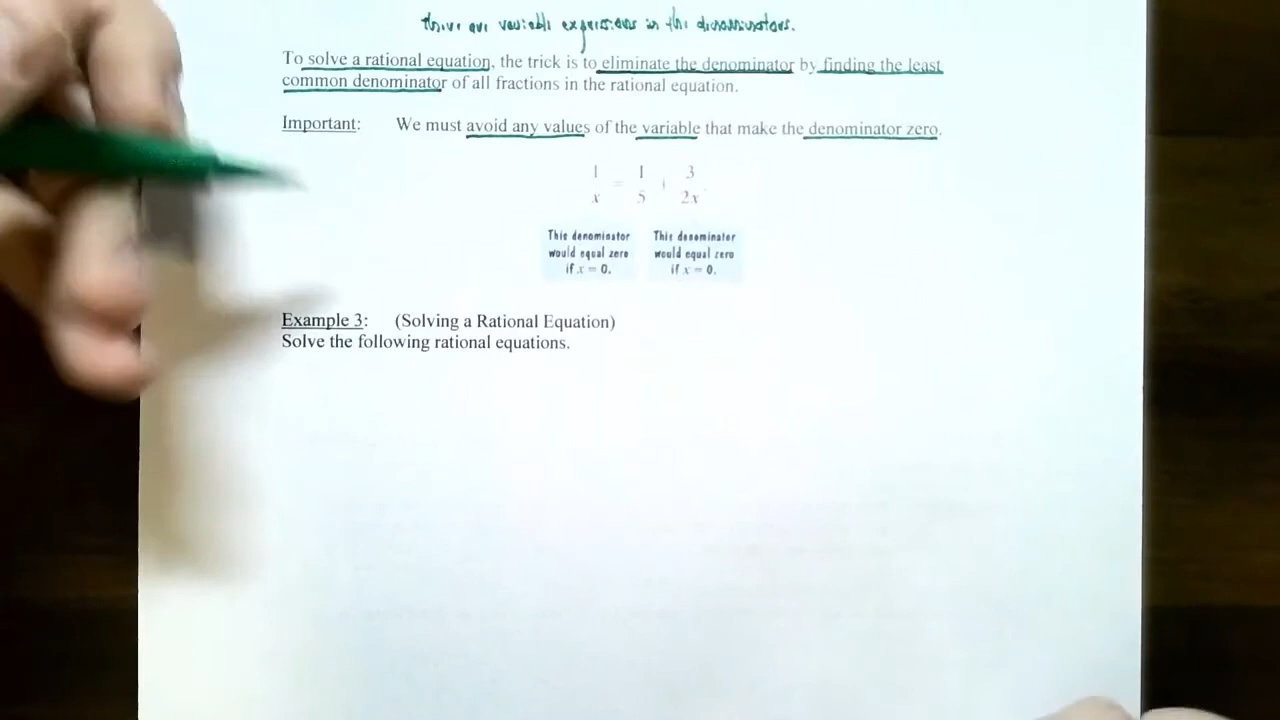 there are variable expressions in the denominators.
To solve a rational equation, the trick is to eliminate the denominator by finding the least
common denominator of all fractions in the rational equation.
Important: We must avoid any values of the variable that make the denominator zero.
1/x = 1/5 + 3/2x.
This denominator would equal zero if x = 0.
This denominator would equal zero if x = 0.
Example 3: (Solving a Rational Equation)
Solve the following rational equations.